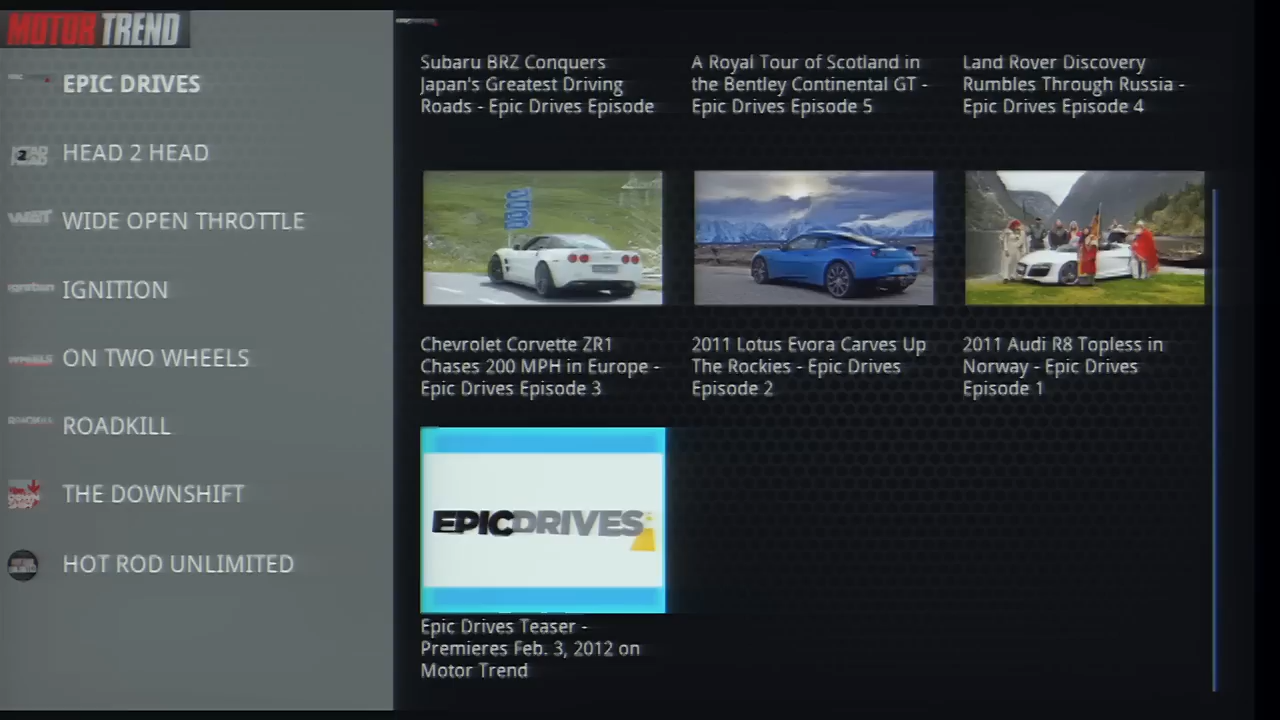 MOTOR TREND
EPIC DRIVES
HEAD 2 HEAD
WIDE OPEN THROTTLE
IGNITION
ON TWO WHEELS
ROADKILL
THE DOWNSHIFT
HOT ROD UNLIMITED
Subaru BRZ Conquers
Japan's Greatest Driving
Roads - Epic Drives Episode
A Royal Tour of Scotland in
the Bentley Continental GT -
Epic Drives Episode 5
Land Rover Discovery
Rumbles Through Russia -
Epic Drives Episode 4
Chevrolet Corvette ZR1
Chases 200 MPH in Europe -
Epic Drives Episode 3
2011 Lotus Evora Carves Up
The Rockies - Epic Drives
Episode 2
2011 Audi R8 Topless in
Norway - Epic Drives
Episode 1
EPICDRIVES
Epic Drives Teaser -
Premieres Feb. 3, 2012 on
Motor Trend